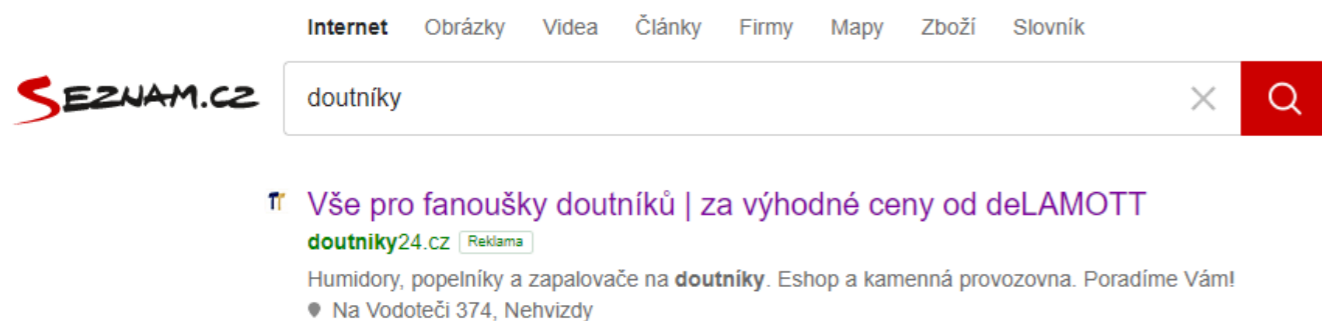 Internet Obrázky Videa Články Firmy Mapy Zboží Slovník
SEZNAM.CZ
doutníky
Vše pro fanoušky doutníků | za výhodné ceny od deLAMOTT
doutniky24.cz Reklama
Humidory, popelníky a zapalovače na doutníky. Eshop a kamenná provozovna. Poradíme Vám!
Na Vodoteči 374, Nehvizdy